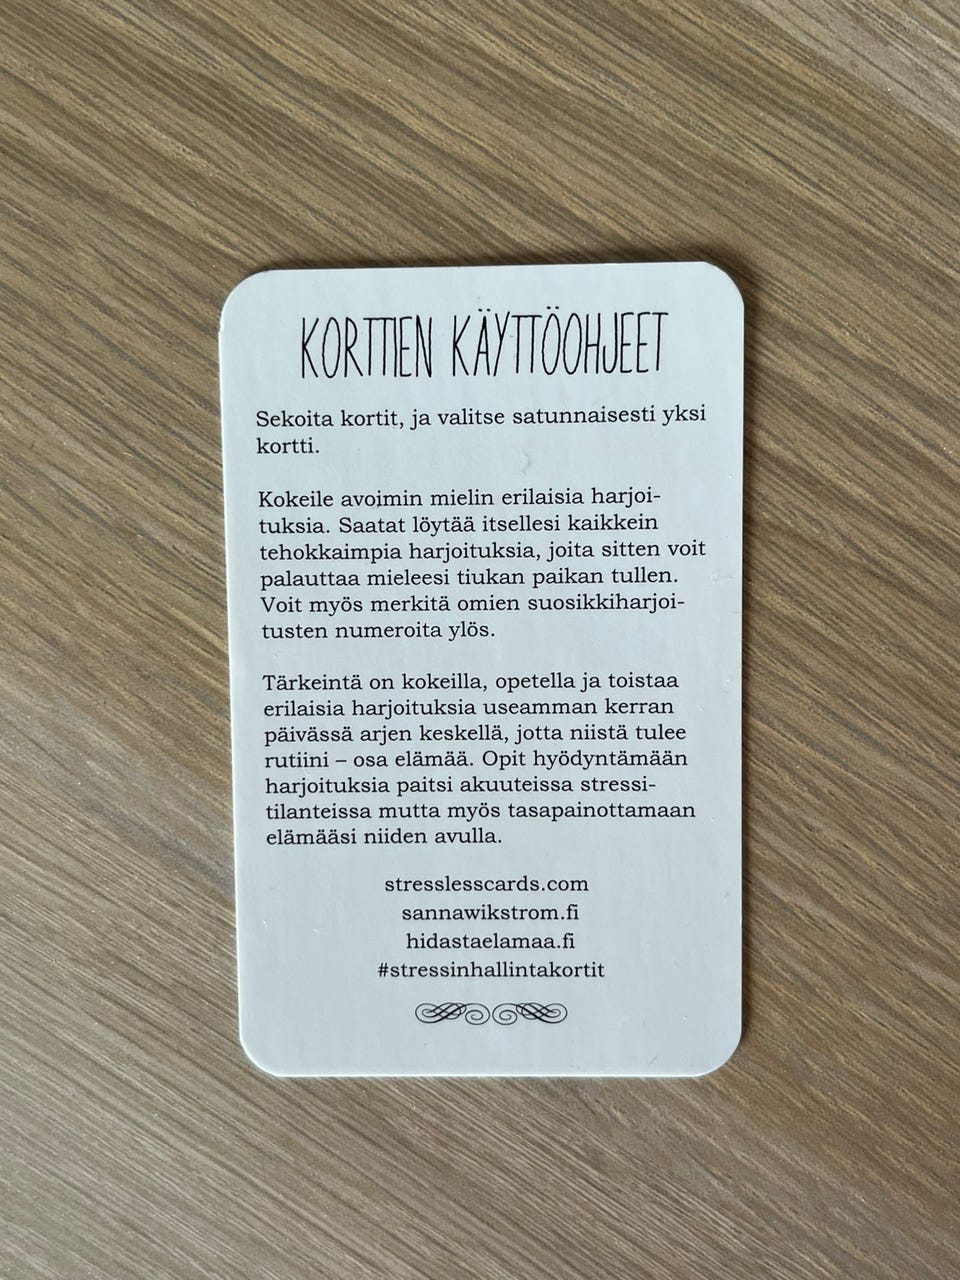 KORTTIEN KÄYTTÖOHJEET
Sekoita kortit, ja valitse satunnaisesti yksi
kortti.
Kokeile avoimin mielin erilaisia harjoi-
tuksia. Saatat löytää itsellesi kaikkein
tehokkaimpia harjoituksia, joita sitten voit
palauttaa mieleesi tiukan paikan tullen.
Voit myös merkitä omien suosikkiharjoi-
tusten numeroita ylös.
Tärkeintä on kokeilla, opetella ja toistaa
erilaisia harjoituksia useamman kerran
päivässä arjen keskellä, jotta niistä tulee
rutiini – osa elämää. Opit hyödyntämään
harjoituksia paitsi akuuteissa stressi-
tilanteissa mutta myös tasapainottamaan
elämääsi niiden avulla.
stresslesscards.com
sannawikstrom.fi
hidastaelamaa.fi
#stressinhallintakortit